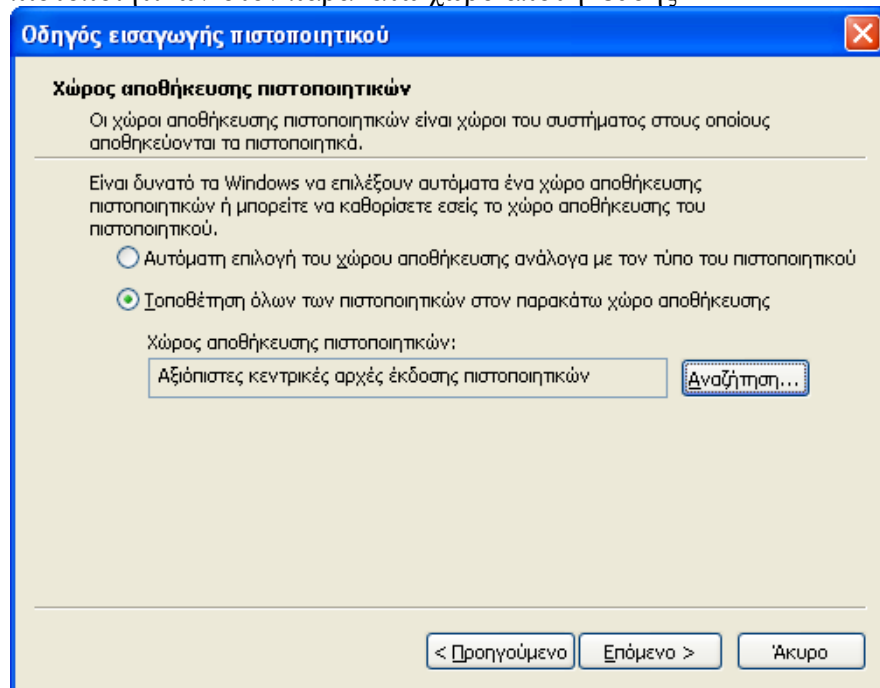 Οδηγός εισαγωγής πιστοποιητικού
Χώρος αποθήκευσης πιστοποιητικών
Οι χώροι αποθήκευσης πιστοποιητικών είναι χώροι του συστήματος στους οποίους
αποθηκεύονται τα πιστοποιητικά.
Είναι δυνατό τα Windows να επιλέξουν αυτόματα ένα χώρο αποθήκευσης
πιστοποιητικών ή μπορείτε να καθορίσετε εσείς το χώρο αποθήκευσης του
πιστοποιητικού.
Αυτόματη επιλογή του χώρου αποθήκευσης ανάλογα με τον τύπο του πιστοποιητικού
Τοποθέτηση όλων των πιστοποιητικών στον παρακάτω χώρο αποθήκευσης
Χώρος αποθήκευσης πιστοποιητικών:
Αξιόπιστες κεντρικές αρχές έκδοσης πιστοποιητικών
Αναζήτηση...
< Προηγούμενο
Επόμενο >
Άκυρο